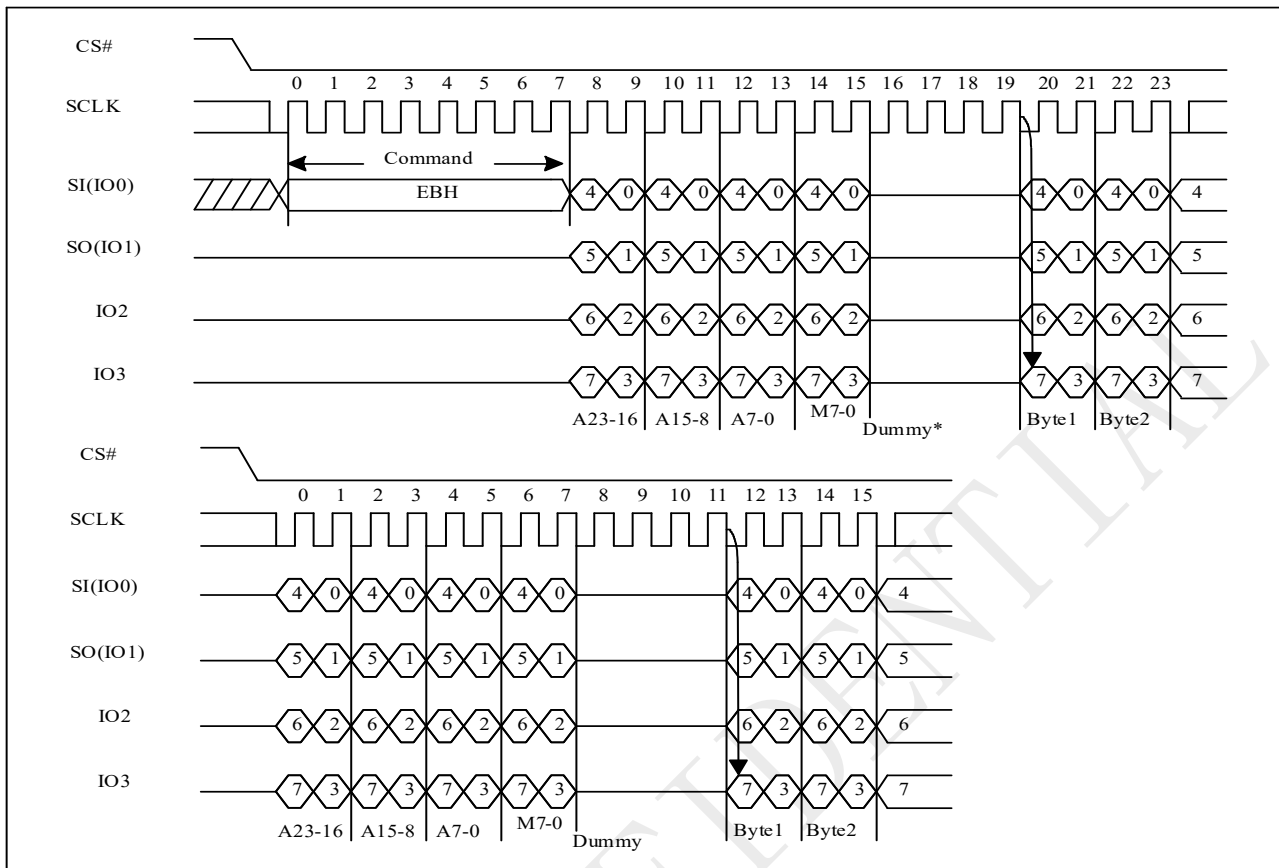 CS#
0 1 2 3 4 5 6 7 8 9 10 11 12 13 14 15 16 17 18 19 20 21 22 23
SCLK
Command
SI(IO0) EBH 4 0 4 0 4 0 4 0 4 0 4 0 4
SO(IO1) 5 1 5 1 5 1 5 1 5 1 5 1 5
IO2 6 2 6 2 6 2 6 2 6 2 6 2 6
IO3 7 3 7 3 7 3 7 3 7 3 7 3 7
A23-16 A15-8 A7-0 M7-0 Dummy* Byte1 Byte2
CS#
0 1 2 3 4 5 6 7 8 9 10 11 12 13 14 15
SCLK
SI(IO0) 4 0 4 0 4 0 4 0 4 0 4 0 4
SO(IO1) 5 1 5 1 5 1 5 1 5 1 5 1 5
IO2 6 2 6 2 6 2 6 2 6 2 6 2 6
IO3 7 3 7 3 7 3 7 3 7 3 7 3 7
A23-16 A15-8 A7-0 M7-0 Dummy Byte1 Byte2
IDENTIAL